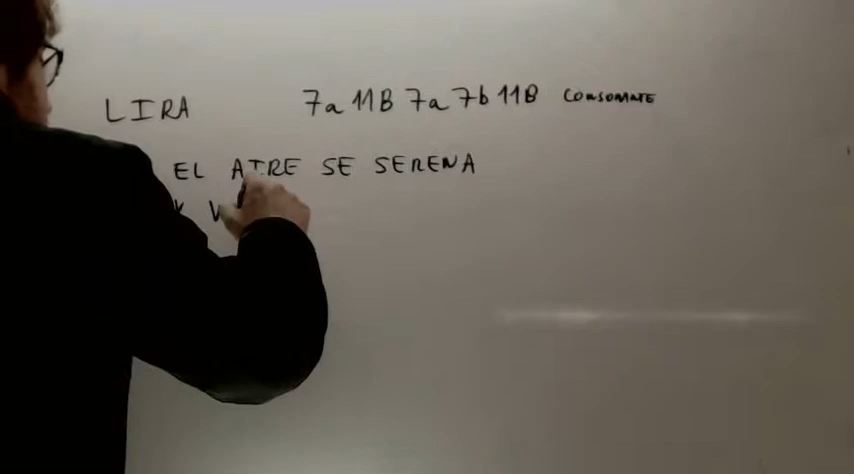 LIRA 7a 11B 7a 7b 11B CONSONANTE
EL AIRE SE SERENA
Y V